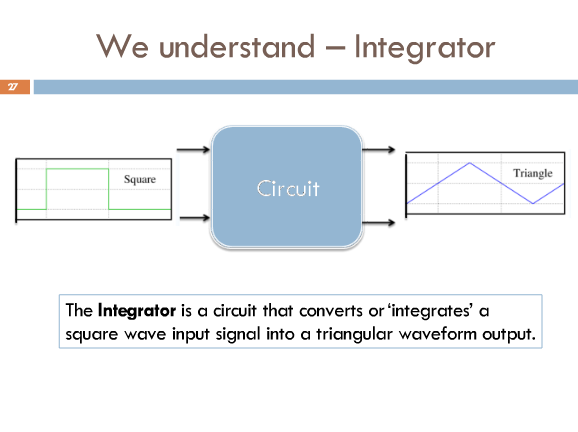 We understand – Integrator
27
Square
Circuit
Triangle
The Integrator is a circuit that converts or ‘integrates’ a
square wave input signal into a triangular waveform output.